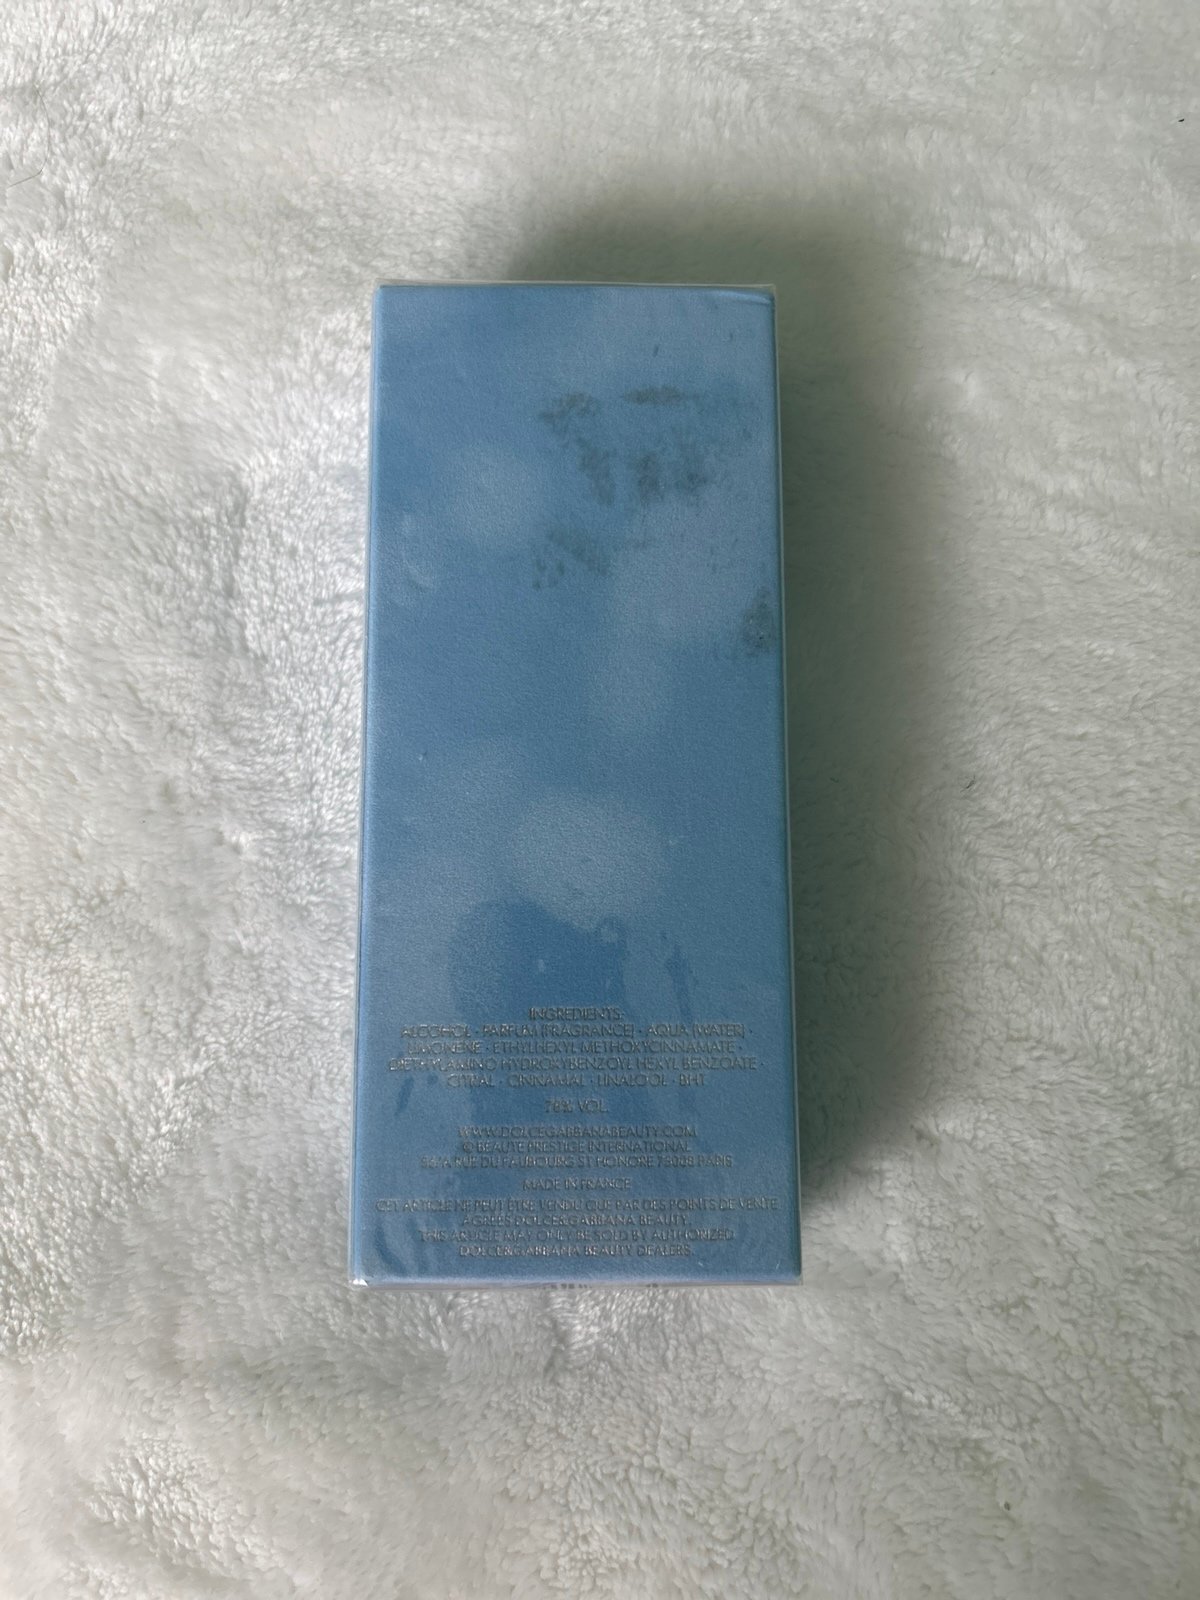 INGREDIENTS:
ALCOHOL · PARFUM [FRAGRANCE] · AQUA [WATER] ·
LIMONENE · ETHYLHEXYL METHOXYCINNAMATE ·
DIETHYLAMINO HYDROXYBENZOYL HEXYL BENZOATE ·
CITRAL · CINNAMAL · LINALOOL · BHT
78% VOL.
WWW.DOLCEGABBANABEAUTY.COM
© BEAUTE PRESTIGE INTERNATIONAL
RUE DU FAUBOURG ST HONORE PARIS
MADE IN FRANCE
CET ARTICLE NE PEUT ÊTRE VENDU QUE PAR DES POINTS DE VENTE
AGRÉÉS DOLCE&GABBANA BEAUTY.
THIS ARTICLE MAY ONLY BE SOLD BY AUTHORIZED
DOLCE&GABBANA BEAUTY DEALERS.